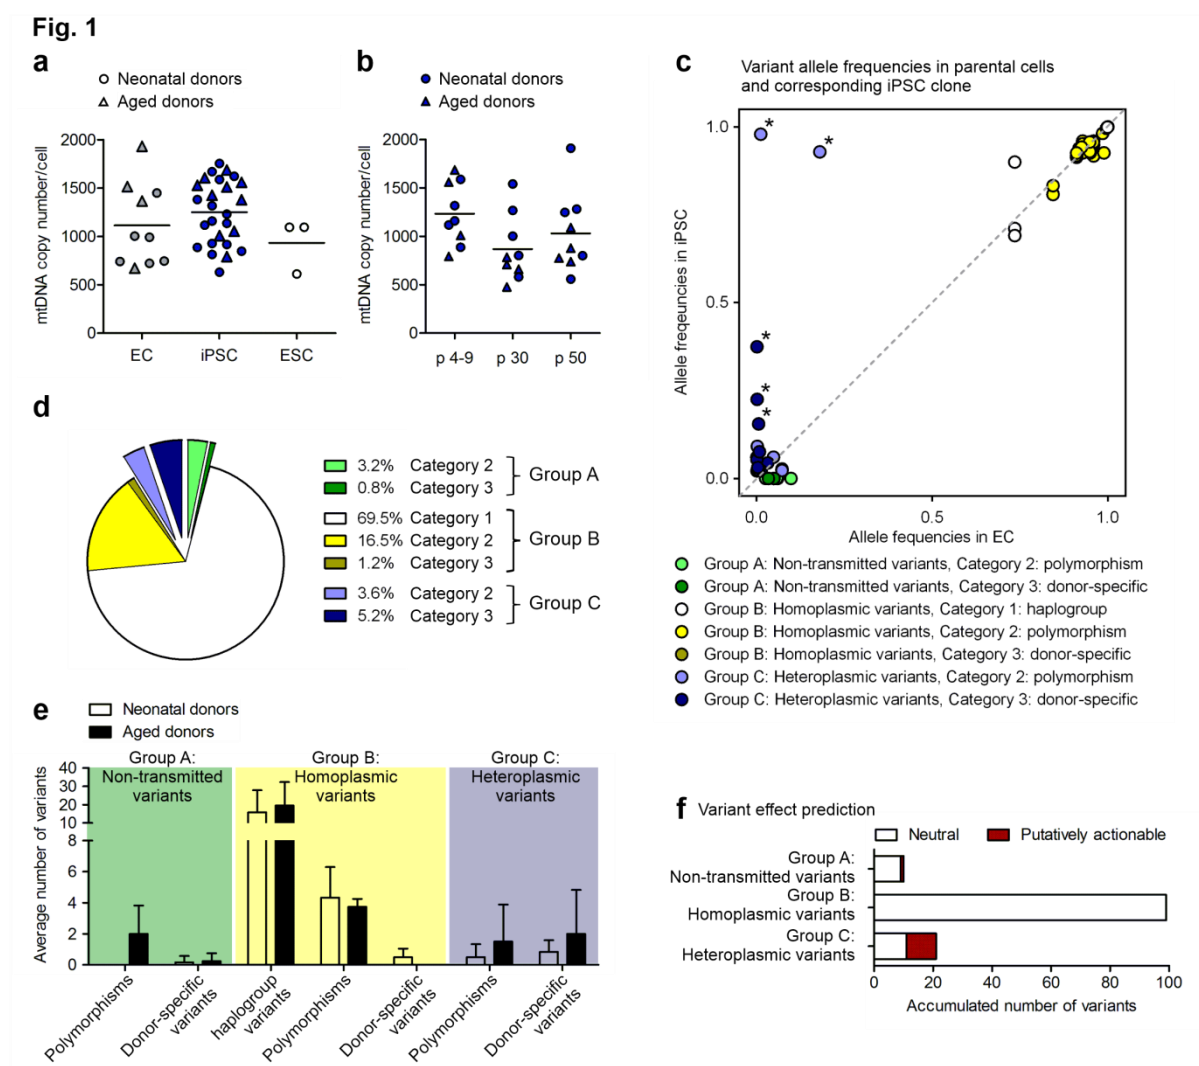 Fig. 1
a
Neonatal donors
Aged donors
mtDNA copy number/cell
2000
1500
1000
500
0
EC
iPSC
ESC
b
Neonatal donors
Aged donors
mtDNA copy number/cell
2000
1500
1000
500
0
p 4-9
p 30
p 50
c
Variant allele frequencies in parental cells
and corresponding iPSC clone
Allele freqeuncies in iPSC
1.0
0.5
0.0
*
*
*
*
*
0.0
0.5
1.0
Allele fequencies in EC
Group A: Non-transmitted variants, Category 2: polymorphism
Group A: Non-transmitted variants, Category 3: donor-specific
Group B: Homoplasmic variants, Category 1: haplogroup
Group B: Homoplasmic variants, Category 2: polymorphism
Group B: Homoplasmic variants, Category 3: donor-specific
Group C: Heteroplasmic variants, Category 2: polymorphism
Group C: Heteroplasmic variants, Category 3: donor-specific
d
3.2% Category 2
0.8% Category 3
Group A
69.5% Category 1
16.5% Category 2
1.2% Category 3
Group B
3.6% Category 2
5.2% Category 3
Group C
e
Neonatal donors
Aged donors
Group A:
Non-transmitted
variants
Group B:
Homoplasmic
variants
Group C:
Heteroplasmic
variants
Average number of variants
40
30
20
10
8
6
4
2
0
Polymorphisms
Donor-specific
variants
haplogroup
variants
Polymorphisms
Donor-specific
variants
Polymorphisms
Donor-specific
variants
f Variant effect prediction
Neutral
Putatively actionable
Group A:
Non-transmitted variants
Group B:
Homoplasmic variants
Group C:
Heteroplasmic variants
0
20
40
60
80
100
Accumulated number of variants